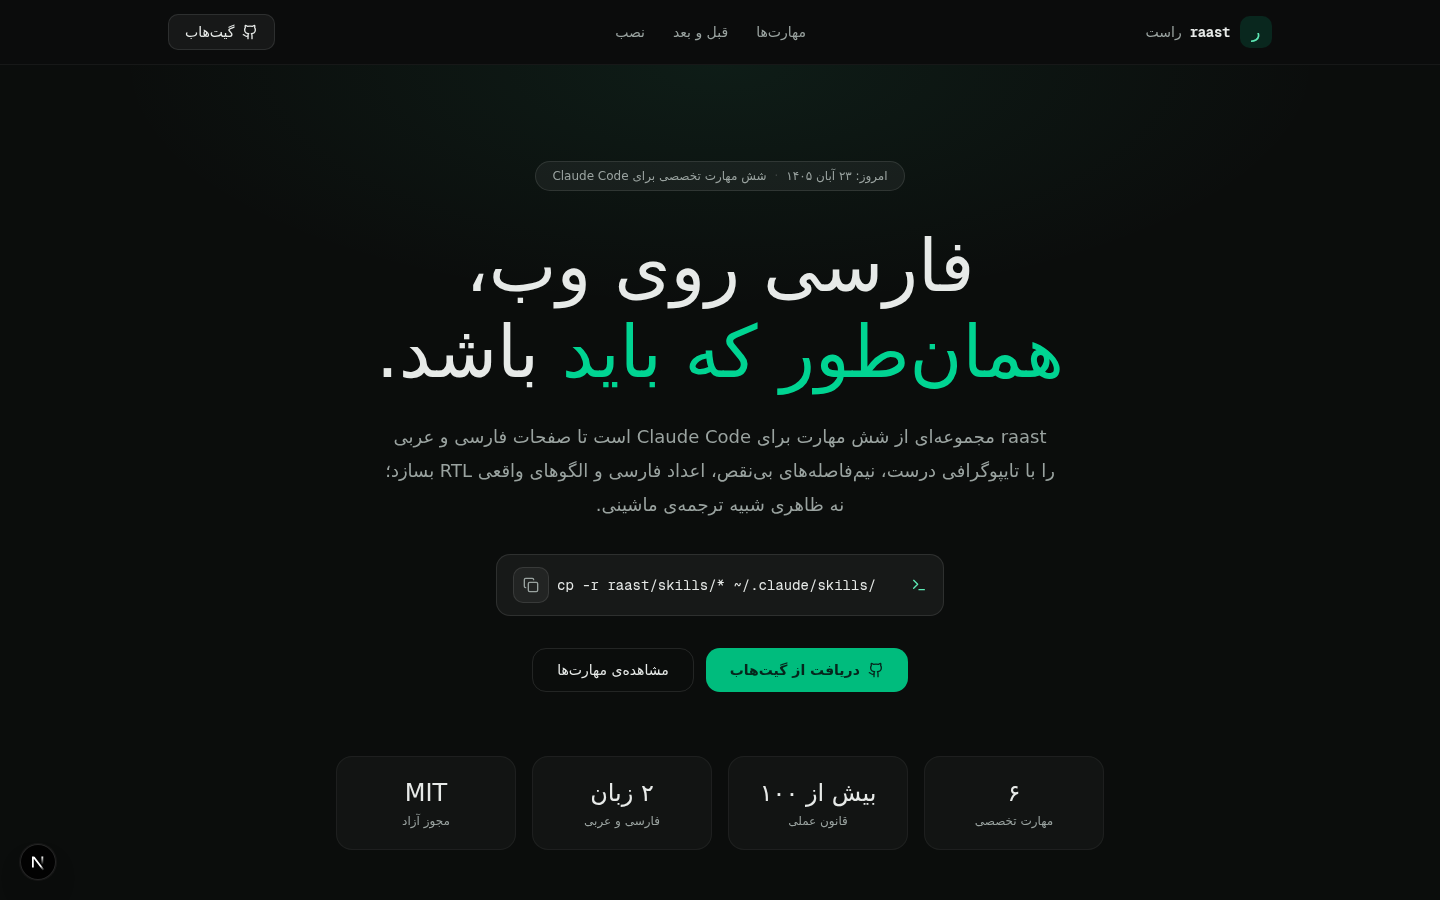 ر raast راست
مهارت‌ها قبل و بعد نصب
گیت‌هاب
امروز: ۲۳ آبان ۱۴۰۵ · شش مهارت تخصصی برای Claude Code
فارسی روی وب،
همان‌طور که باید باشد.
raast مجموعه‌ای از شش مهارت برای Claude Code است تا صفحات فارسی و عربی
را با تایپوگرافی درست، نیم‌فاصله‌های بی‌نقص، اعداد فارسی و الگوهای واقعی RTL بسازد؛
نه ظاهری شبیه ترجمه‌ی ماشینی.
cp -r raast/skills/* ~/.claude/skills/
دریافت از گیت‌هاب
مشاهده‌ی مهارت‌ها
۶
مهارت تخصصی
بیش از ۱۰۰
قانون عملی
۲ زبان
فارسی و عربی
MIT
مجوز آزاد
N